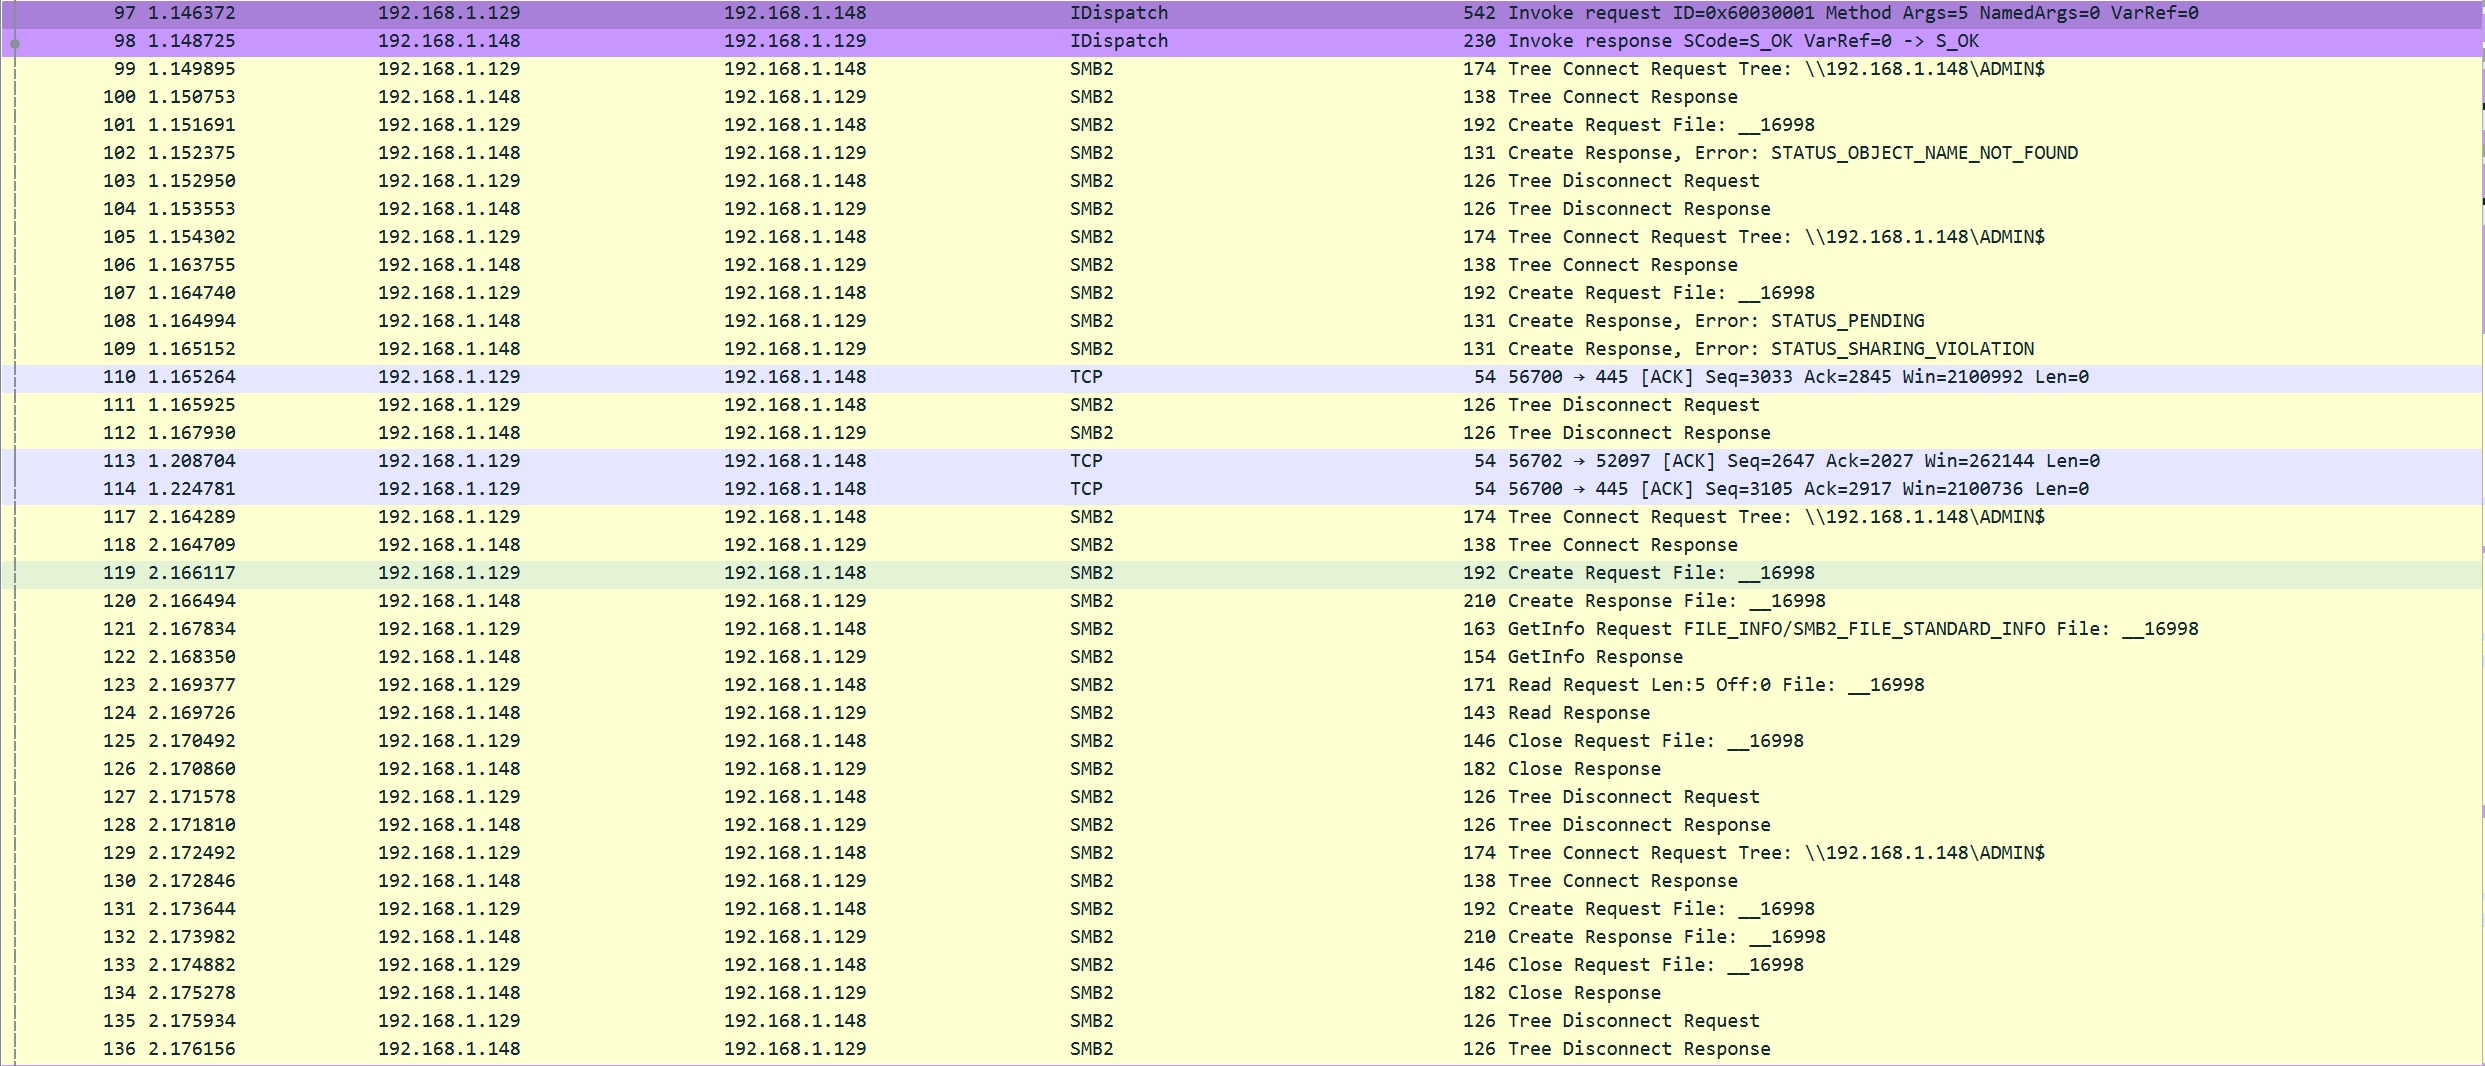 97 1.146372 192.168.1.129 192.168.1.148 IDispatch 542 Invoke request ID=0x60030001 Method Args=5 NamedArgs=0 VarRef=0
98 1.148725 192.168.1.148 192.168.1.129 IDispatch 230 Invoke response SCode=S_OK VarRef=0 -> S_OK
99 1.149895 192.168.1.129 192.168.1.148 SMB2 174 Tree Connect Request Tree: \\192.168.1.148\ADMIN$
100 1.150753 192.168.1.148 192.168.1.129 SMB2 138 Tree Connect Response
101 1.151691 192.168.1.129 192.168.1.148 SMB2 192 Create Request File: __16998
102 1.152375 192.168.1.148 192.168.1.129 SMB2 131 Create Response, Error: STATUS_OBJECT_NAME_NOT_FOUND
103 1.152950 192.168.1.129 192.168.1.148 SMB2 126 Tree Disconnect Request
104 1.153553 192.168.1.148 192.168.1.129 SMB2 126 Tree Disconnect Response
105 1.154302 192.168.1.129 192.168.1.148 SMB2 174 Tree Connect Request Tree: \\192.168.1.148\ADMIN$
106 1.163755 192.168.1.148 192.168.1.129 SMB2 138 Tree Connect Response
107 1.164740 192.168.1.129 192.168.1.148 SMB2 192 Create Request File: __16998
108 1.164994 192.168.1.148 192.168.1.129 SMB2 131 Create Response, Error: STATUS_PENDING
109 1.165152 192.168.1.148 192.168.1.129 SMB2 131 Create Response, Error: STATUS_SHARING_VIOLATION
110 1.165264 192.168.1.129 192.168.1.148 TCP 54 56700 → 445 [ACK] Seq=3033 Ack=2845 Win=2100992 Len=0
111 1.165925 192.168.1.129 192.168.1.148 SMB2 126 Tree Disconnect Request
112 1.167930 192.168.1.148 192.168.1.129 SMB2 126 Tree Disconnect Response
113 1.208704 192.168.1.129 192.168.1.148 TCP 54 56702 → 52097 [ACK] Seq=2647 Ack=2027 Win=262144 Len=0
114 1.224781 192.168.1.129 192.168.1.148 TCP 54 56700 → 445 [ACK] Seq=3105 Ack=2917 Win=2100736 Len=0
117 2.164289 192.168.1.129 192.168.1.148 SMB2 174 Tree Connect Request Tree: \\192.168.1.148\ADMIN$
118 2.164709 192.168.1.148 192.168.1.129 SMB2 138 Tree Connect Response
119 2.166117 192.168.1.129 192.168.1.148 SMB2 192 Create Request File: __16998
120 2.166494 192.168.1.148 192.168.1.129 SMB2 210 Create Response File: __16998
121 2.167834 192.168.1.129 192.168.1.148 SMB2 163 GetInfo Request FILE_INFO/SMB2_FILE_STANDARD_INFO File: __16998
122 2.168350 192.168.1.148 192.168.1.129 SMB2 154 GetInfo Response
123 2.169377 192.168.1.129 192.168.1.148 SMB2 171 Read Request Len:5 Off:0 File: __16998
124 2.169726 192.168.1.148 192.168.1.129 SMB2 143 Read Response
125 2.170492 192.168.1.129 192.168.1.148 SMB2 146 Close Request File: __16998
126 2.170860 192.168.1.148 192.168.1.129 SMB2 182 Close Response
127 2.171578 192.168.1.129 192.168.1.148 SMB2 126 Tree Disconnect Request
128 2.171810 192.168.1.148 192.168.1.129 SMB2 126 Tree Disconnect Response
129 2.172492 192.168.1.129 192.168.1.148 SMB2 174 Tree Connect Request Tree: \\192.168.1.148\ADMIN$
130 2.172846 192.168.1.148 192.168.1.129 SMB2 138 Tree Connect Response
131 2.173644 192.168.1.129 192.168.1.148 SMB2 192 Create Request File: __16998
132 2.173982 192.168.1.148 192.168.1.129 SMB2 210 Create Response File: __16998
133 2.174882 192.168.1.129 192.168.1.148 SMB2 146 Close Request File: __16998
134 2.175278 192.168.1.148 192.168.1.129 SMB2 182 Close Response
135 2.175934 192.168.1.129 192.168.1.148 SMB2 126 Tree Disconnect Request
136 2.176156 192.168.1.148 192.168.1.129 SMB2 126 Tree Disconnect Response